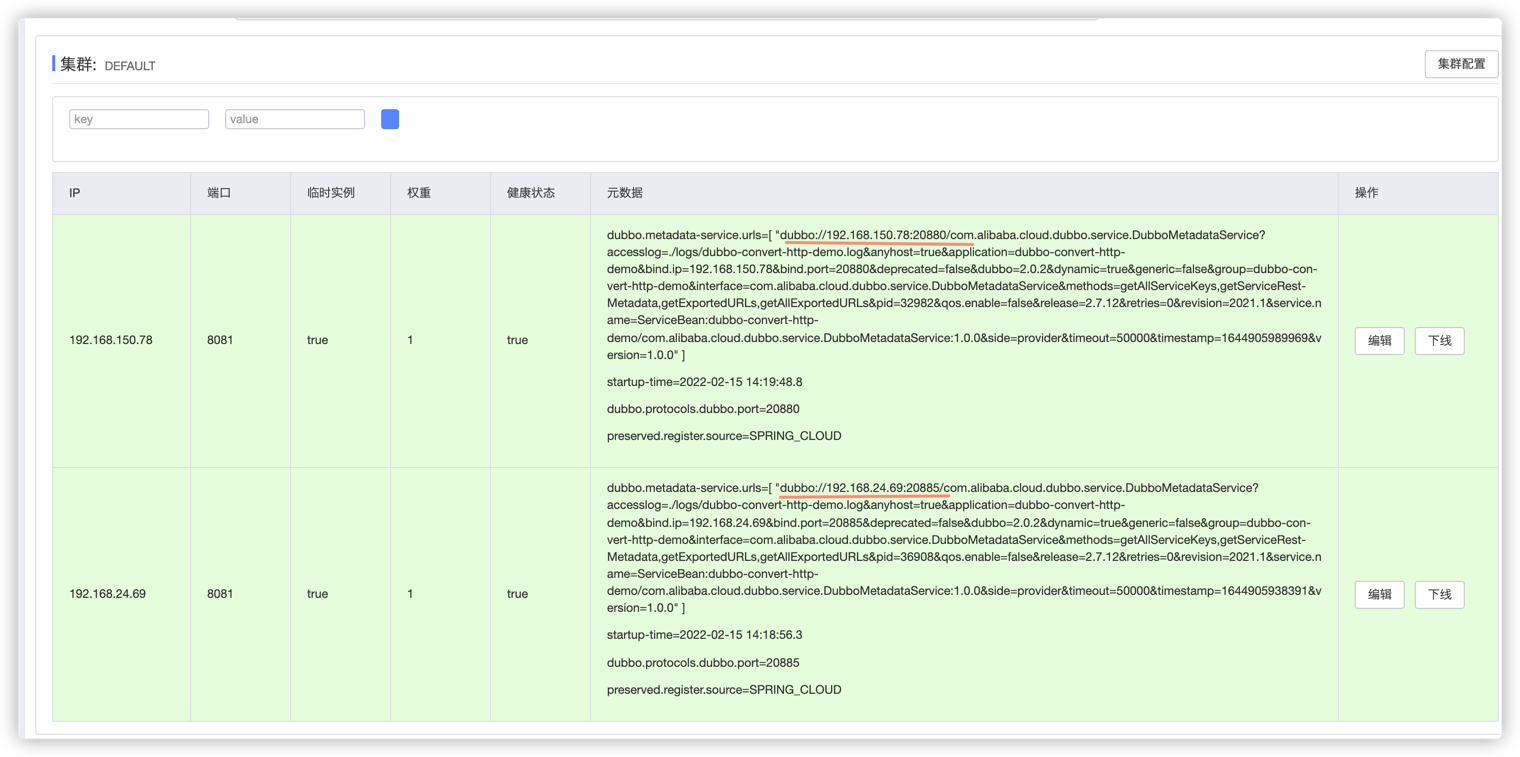 集群: DEFAULT
集群配置
key value
IP 端口 临时实例 权重 健康状态 元数据 操作
dubbo.metadata-service.urls=[ "dubbo://192.168.150.78:20880/com.alibaba.cloud.dubbo.service.DubboMetadataService?
accesslog=./logs/dubbo-convert-http-demo.log&anyhost=true&application=dubbo-convert-http-
demo&bind.ip=192.168.150.78&bind.port=20880&deprecated=false&dubbo=2.0.2&dynamic=true&generic=false&group=dubbo-con-
vert-http-demo&interface=com.alibaba.cloud.dubbo.service.DubboMetadataService&methods=getAllServiceKeys,getServiceRest-
Metadata,getExportedURLs,getAllExportedURLs&pid=32982&qos.enable=false&release=2.7.12&retries=0&revision=2021.1&service.n
ame=ServiceBean:dubbo-convert-http-
demo/com.alibaba.cloud.dubbo.service.DubboMetadataService:1.0.0&side=provider&timeout=50000&timestamp=1644905989969&v
ersion=1.0.0" ]
192.168.150.78 8081 true 1 true 编辑 下线
startup-time=2022-02-15 14:19:48.8
dubbo.protocols.dubbo.port=20880
preserved.register.source=SPRING_CLOUD
dubbo.metadata-service.urls=[ "dubbo://192.168.24.69:20885/com.alibaba.cloud.dubbo.service.DubboMetadataService?
accesslog=./logs/dubbo-convert-http-demo.log&anyhost=true&application=dubbo-convert-http-
demo&bind.ip=192.168.24.69&bind.port=20885&deprecated=false&dubbo=2.0.2&dynamic=true&generic=false&group=dubbo-con-
vert-http-demo&interface=com.alibaba.cloud.dubbo.service.DubboMetadataService&methods=getAllServiceKeys,getServiceRest-
Metadata,getExportedURLs,getAllExportedURLs&pid=36908&qos.enable=false&release=2.7.12&retries=0&revision=2021.1&service.n
ame=ServiceBean:dubbo-convert-http-
demo/com.alibaba.cloud.dubbo.service.DubboMetadataService:1.0.0&side=provider&timeout=50000&timestamp=1644905938391&v
ersion=1.0.0" ]
192.168.24.69 8081 true 1 true 编辑 下线
startup-time=2022-02-15 14:18:56.3
dubbo.protocols.dubbo.port=20885
preserved.register.source=SPRING_CLOUD